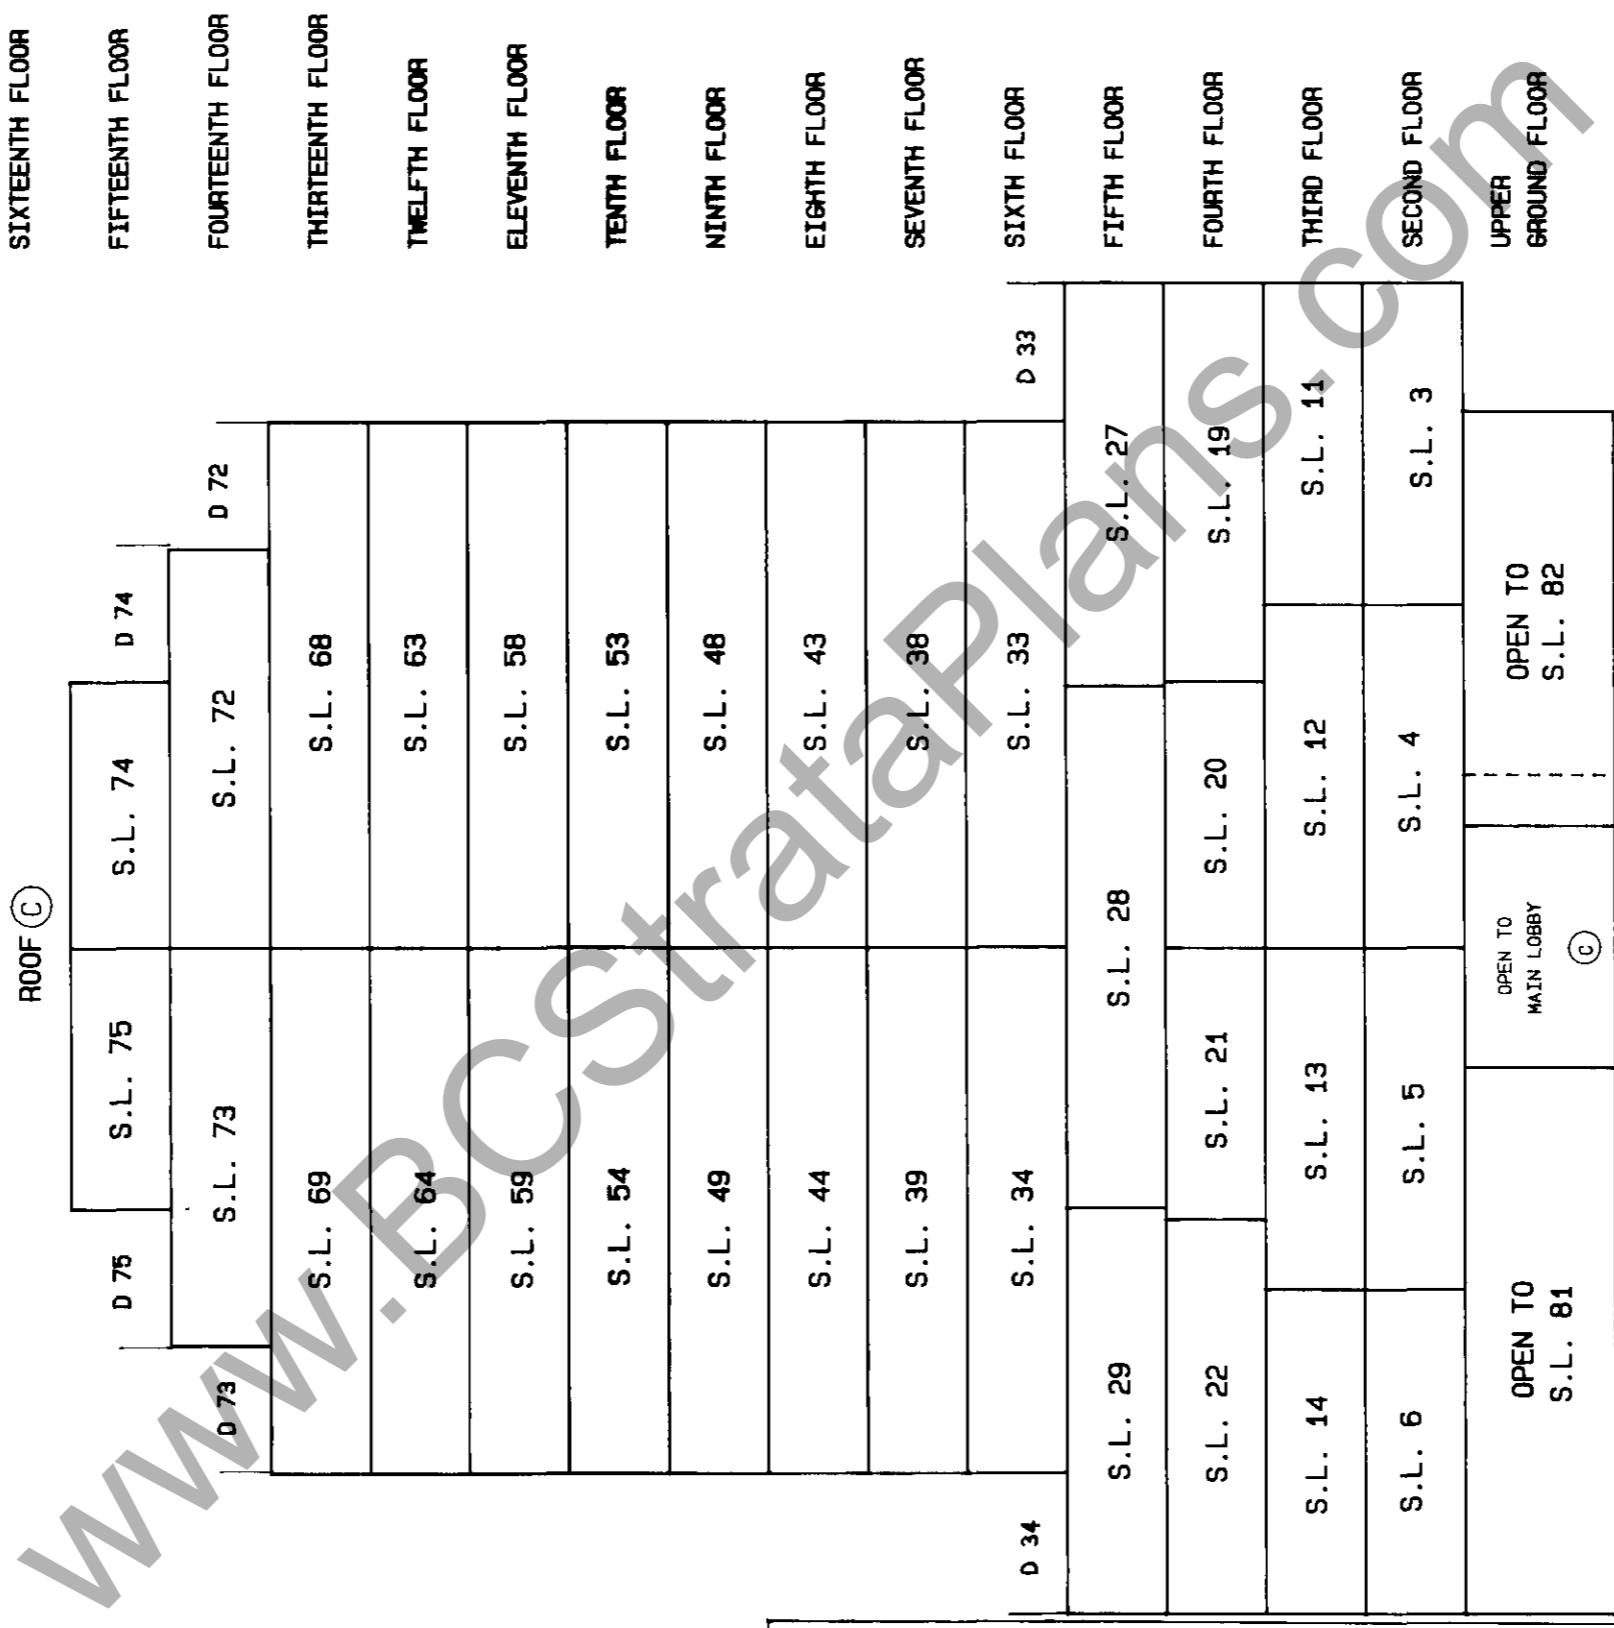 ROOF C SIXTEENTH FLOOR
D 75 S.L. 75 S.L. 74 D 74 FIFTEENTH FLOOR
D 73 S.L. 73 S.L. 72 D 72 FOURTEENTH FLOOR
S.L. 69 S.L. 68 THIRTEENTH FLOOR
S.L. 64 S.L. 63 TWELFTH FLOOR
S.L. 59 S.L. 58 ELEVENTH FLOOR
S.L. 54 S.L. 53 TENTH FLOOR
S.L. 49 S.L. 48 NINTH FLOOR
S.L. 44 S.L. 43 EIGHTH FLOOR
S.L. 39 S.L. 38 SEVENTH FLOOR
D 34 S.L. 34 S.L. 33 D 33 SIXTH FLOOR
S.L. 29 S.L. 28 S.L. 27 FIFTH FLOOR
S.L. 22 S.L. 21 S.L. 20 S.L. 19 FOURTH FLOOR
S.L. 14 S.L. 13 S.L. 12 S.L. 11 THIRD FLOOR
S.L. 6 S.L. 5 S.L. 4 S.L. 3 SECOND FLOOR
OPEN TO
S.L. 81
OPEN TO
MAIN LOBBY
C
OPEN TO
S.L. 82
UPPER
GROUND FLOOR
www.BCStrataPlans.com